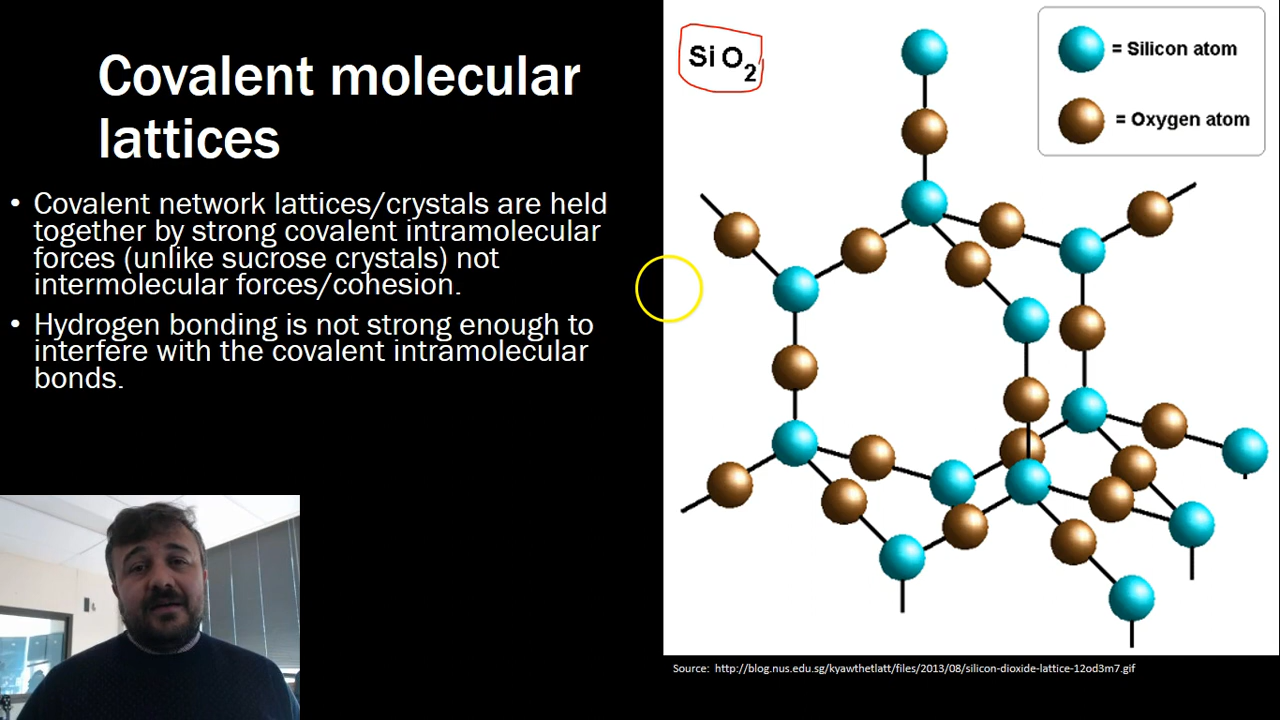 Covalent molecular
lattices
• Covalent network lattices/crystals are held
together by strong covalent intramolecular
forces (unlike sucrose crystals) not
intermolecular forces/cohesion.
• Hydrogen bonding is not strong enough to
interfere with the covalent intramolecular
bonds.
SiO2
= Silicon atom
= Oxygen atom
Source: http://blog.nus.edu.sg/kyawthetlatt/files/2013/08/silicon-dioxide-lattice-12od3m7.gif